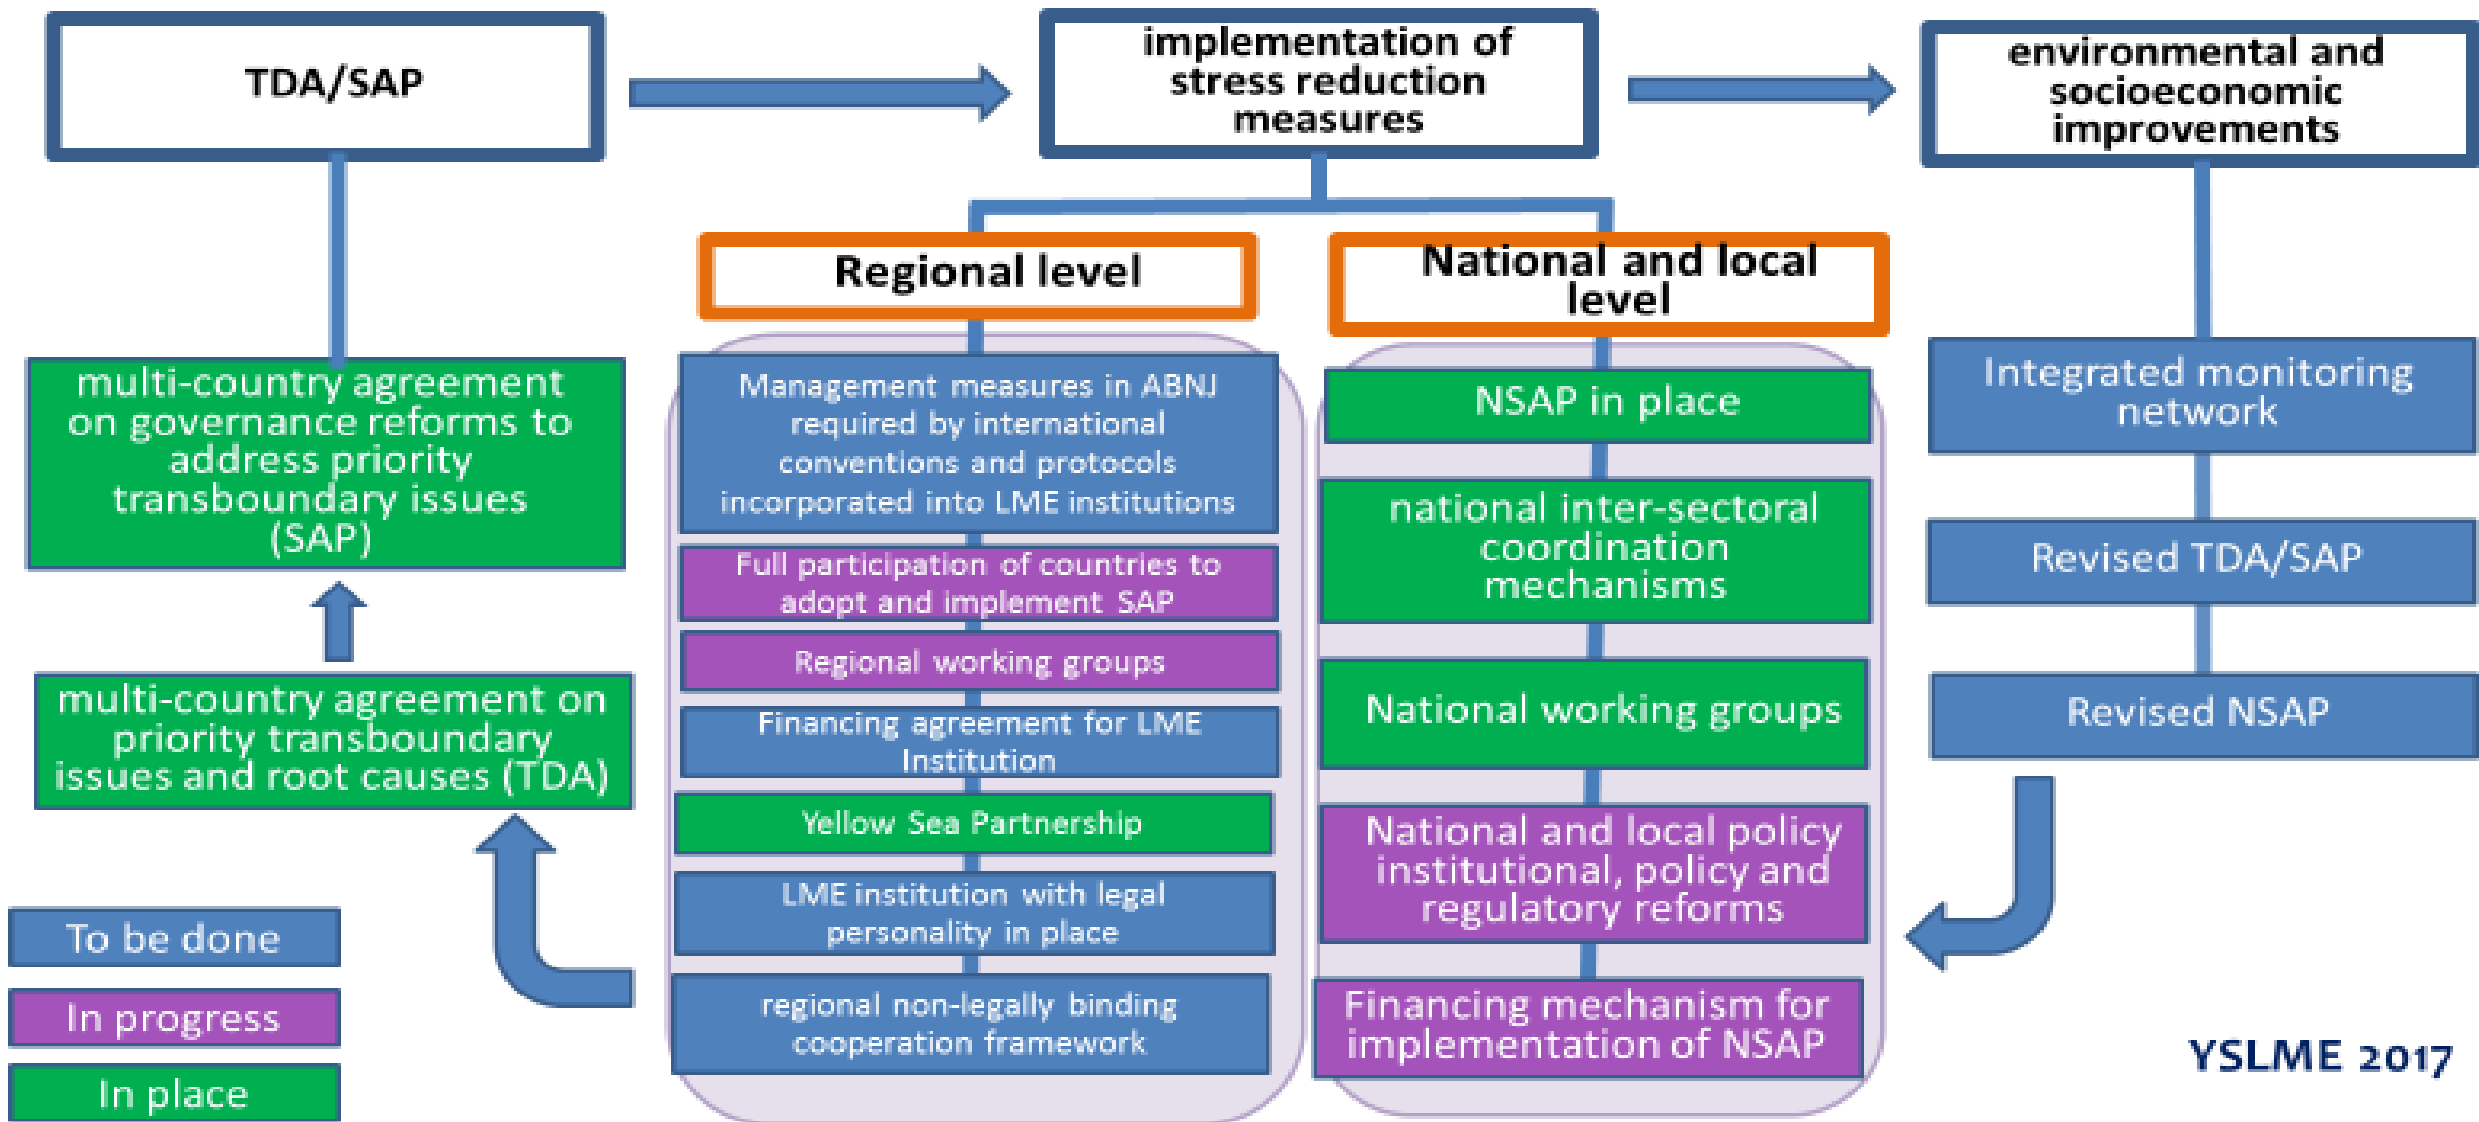 TDA/SAP
implementation of
stress reduction
measures
environmental and
socioeconomic
improvements
Regional level
National and local
level
multi-country agreement
on governance reforms to
address priority
transboundary issues
(SAP)
multi-country agreement on
priority transboundary
issues and root causes (TDA)
Management measures in ABNJ
required by international
conventions and protocols
incorporated into LME institutions
Full participation of countries to
adopt and implement SAP
Regional working groups
Financing agreement for LME
Institution
Yellow Sea Partnership
LME institution with legal
personality in place
regional non-legally binding
cooperation framework
NSAP in place
national inter-sectoral
coordination
mechanisms
National working groups
National and local policy
institutional, policy and
regulatory reforms
Financing mechanism for
implementation of NSAP
Integrated monitoring
network
Revised TDA/SAP
Revised NSAP
To be done
In progress
In place
YSLME 2017